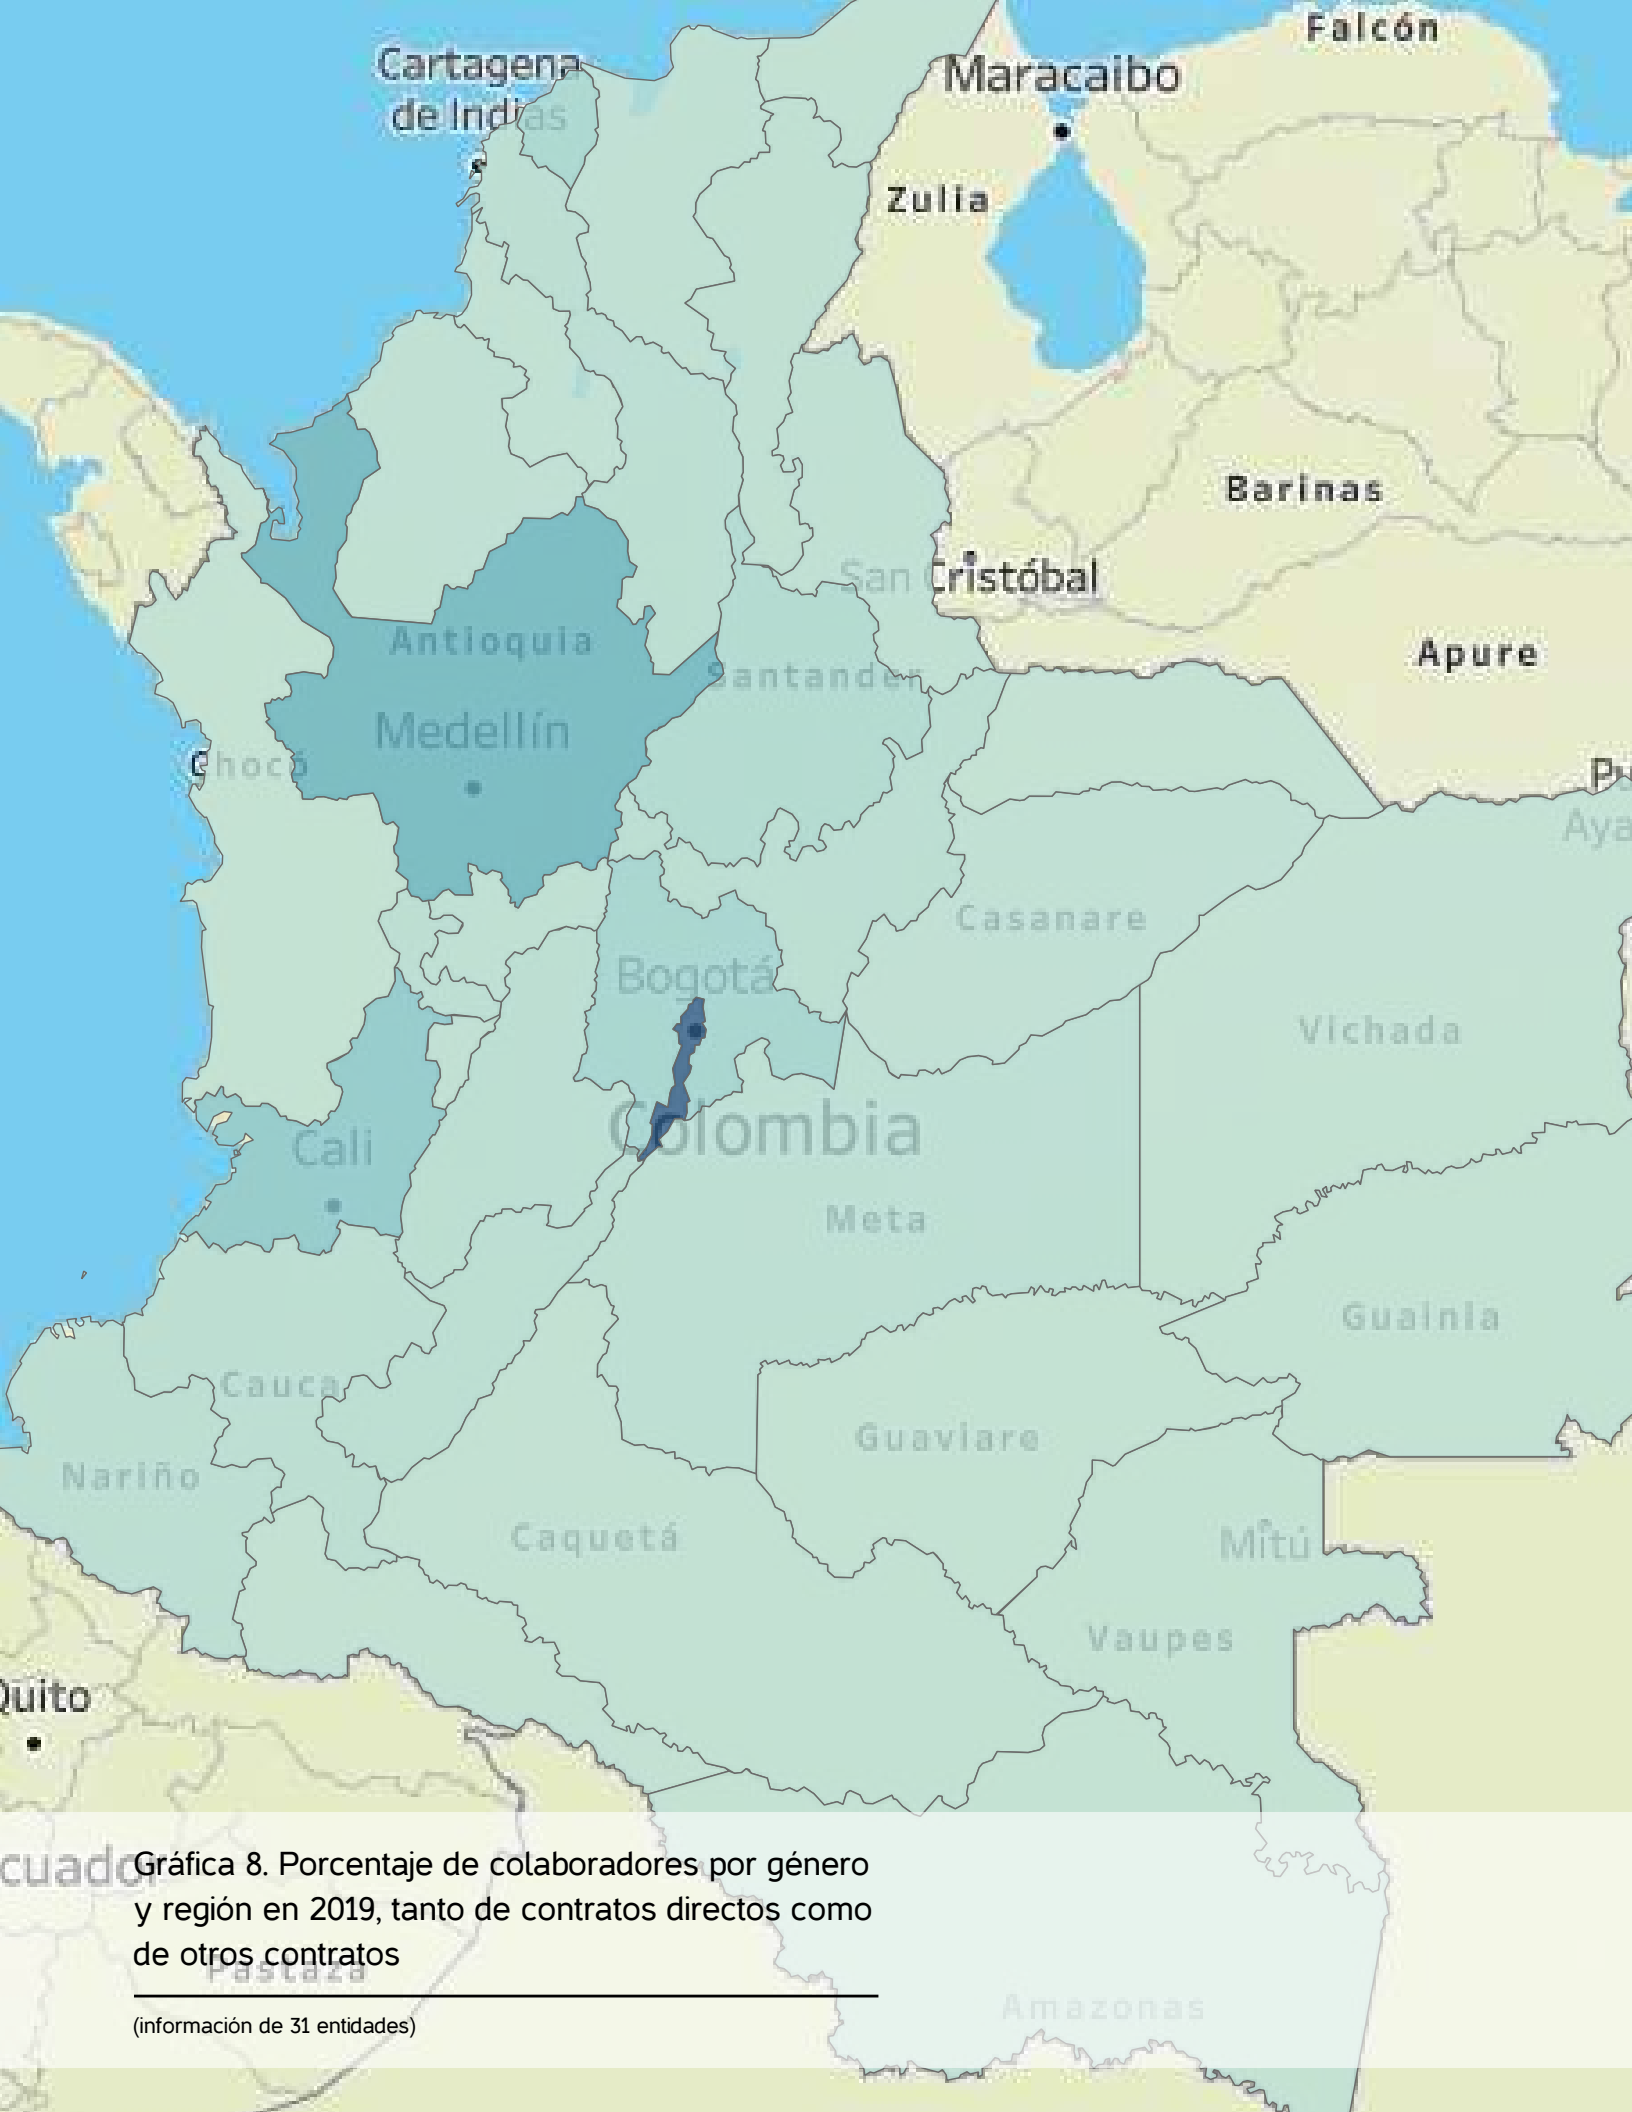 Falcón
Cartagena
de Indias
Maracaibo
Zulia
Barinas
San Cristóbal
Apure
Antioquia
Santander
Medellín
Chocó
Casanare
Bogotá
Vichada
Colombia
Cali
Meta
Guainía
Cauca
Guaviare
Nariño
Caquetá
Mitú
Vaupes
Quito
Gráfica 8. Porcentaje de colaboradores por género
y región en 2019, tanto de contratos directos como
de otros contratos
Pastaza
Amazonas
(información de 31 entidades)